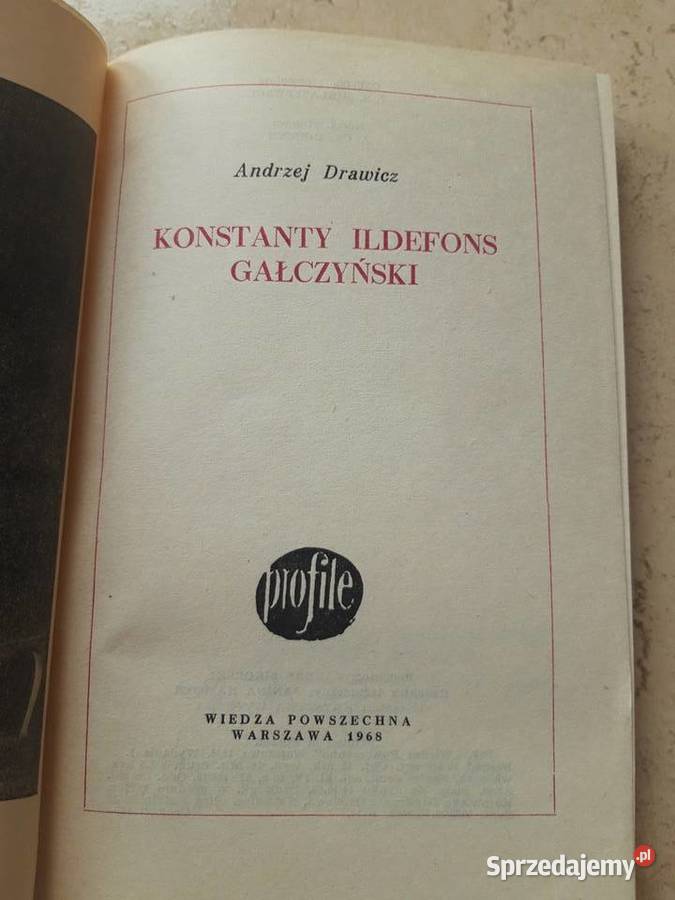 Andrzej Drawicz
KONSTANTY ILDEFONS
GAŁCZYŃSKI
profile
WIEDZA POWSZECHNA
WARSZAWA 1968
Sprzedajemy.pl